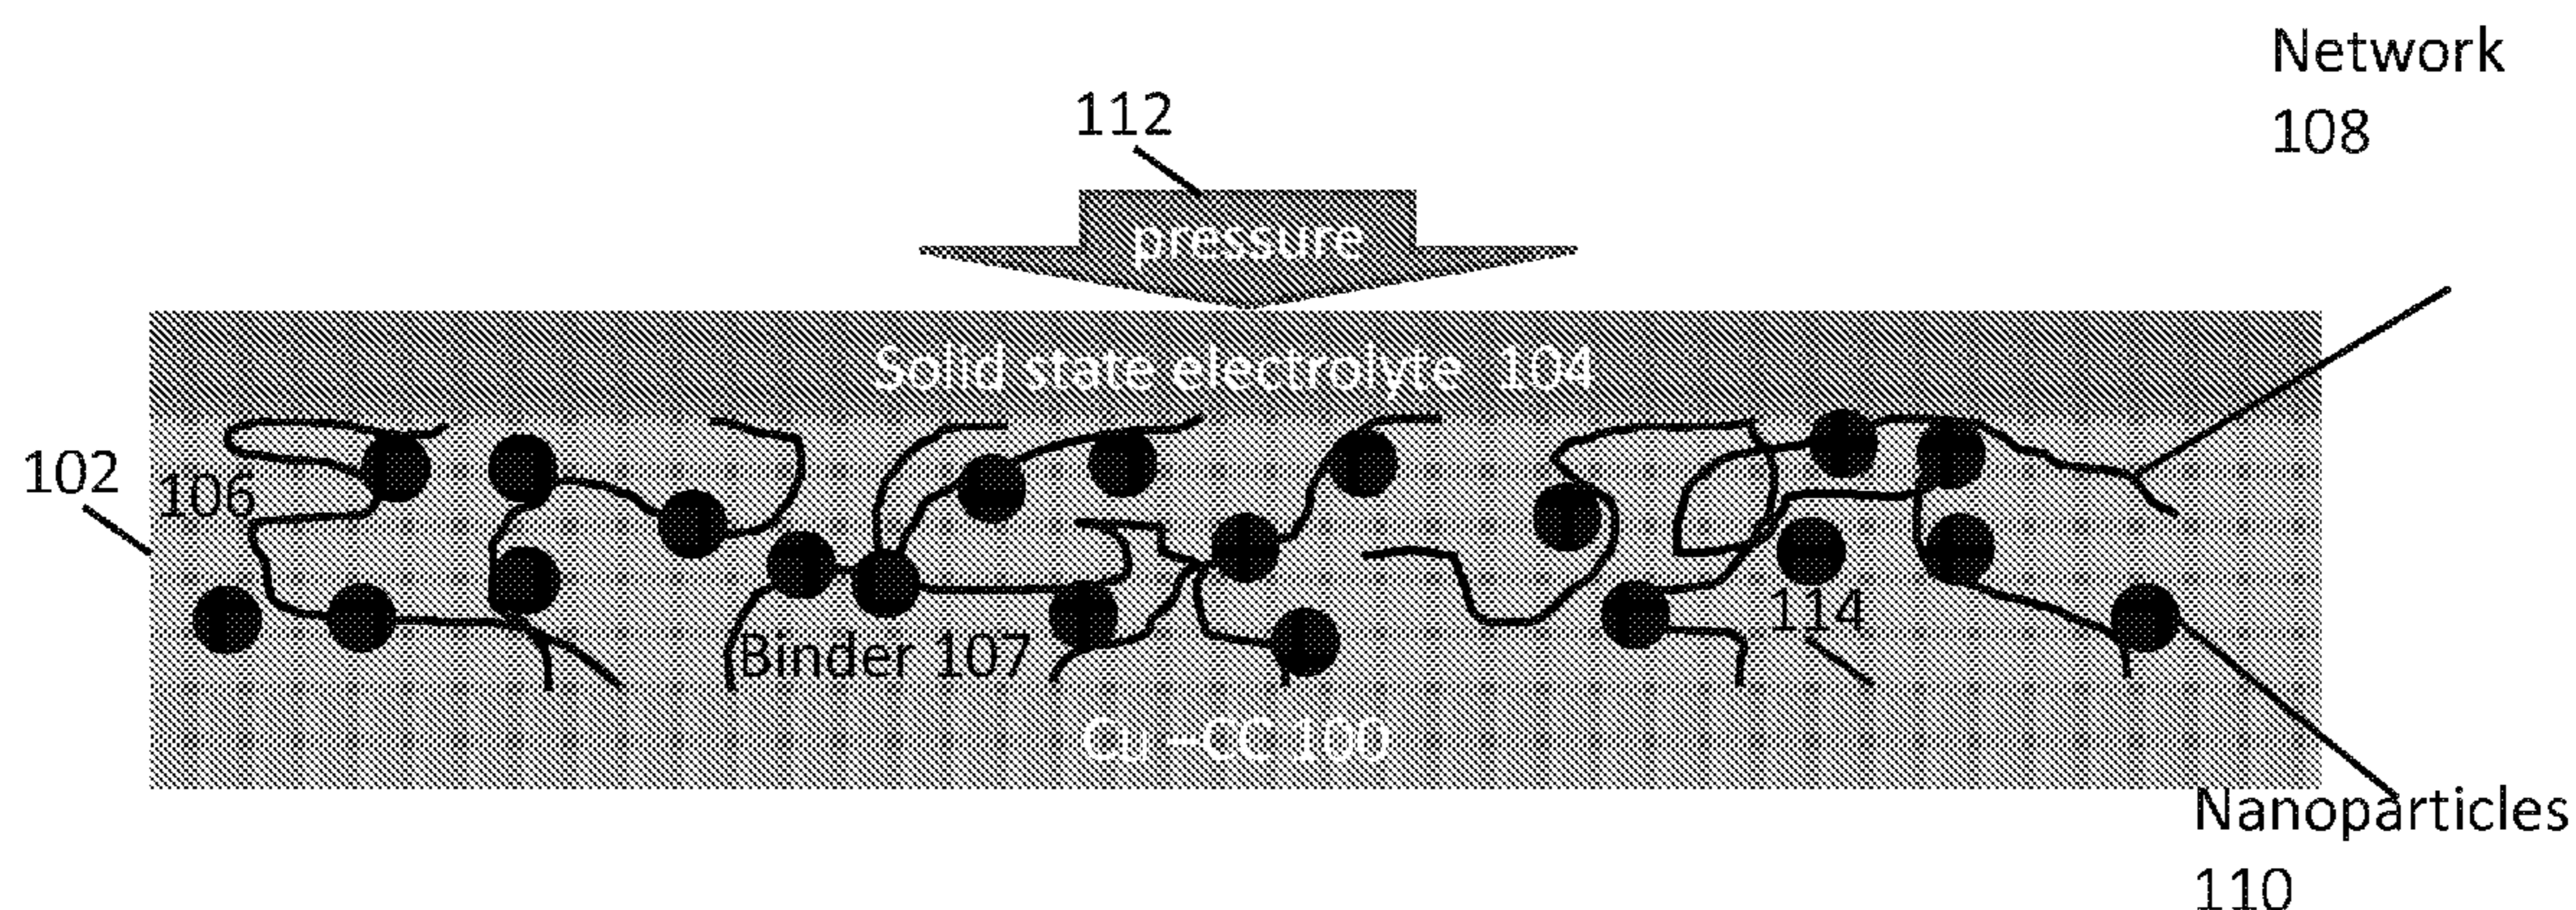 Network
108
112
pressure
Solid state electrolyte 104
102
106
114
Binder 107
Cu -CC 100
Nanoparticles
110